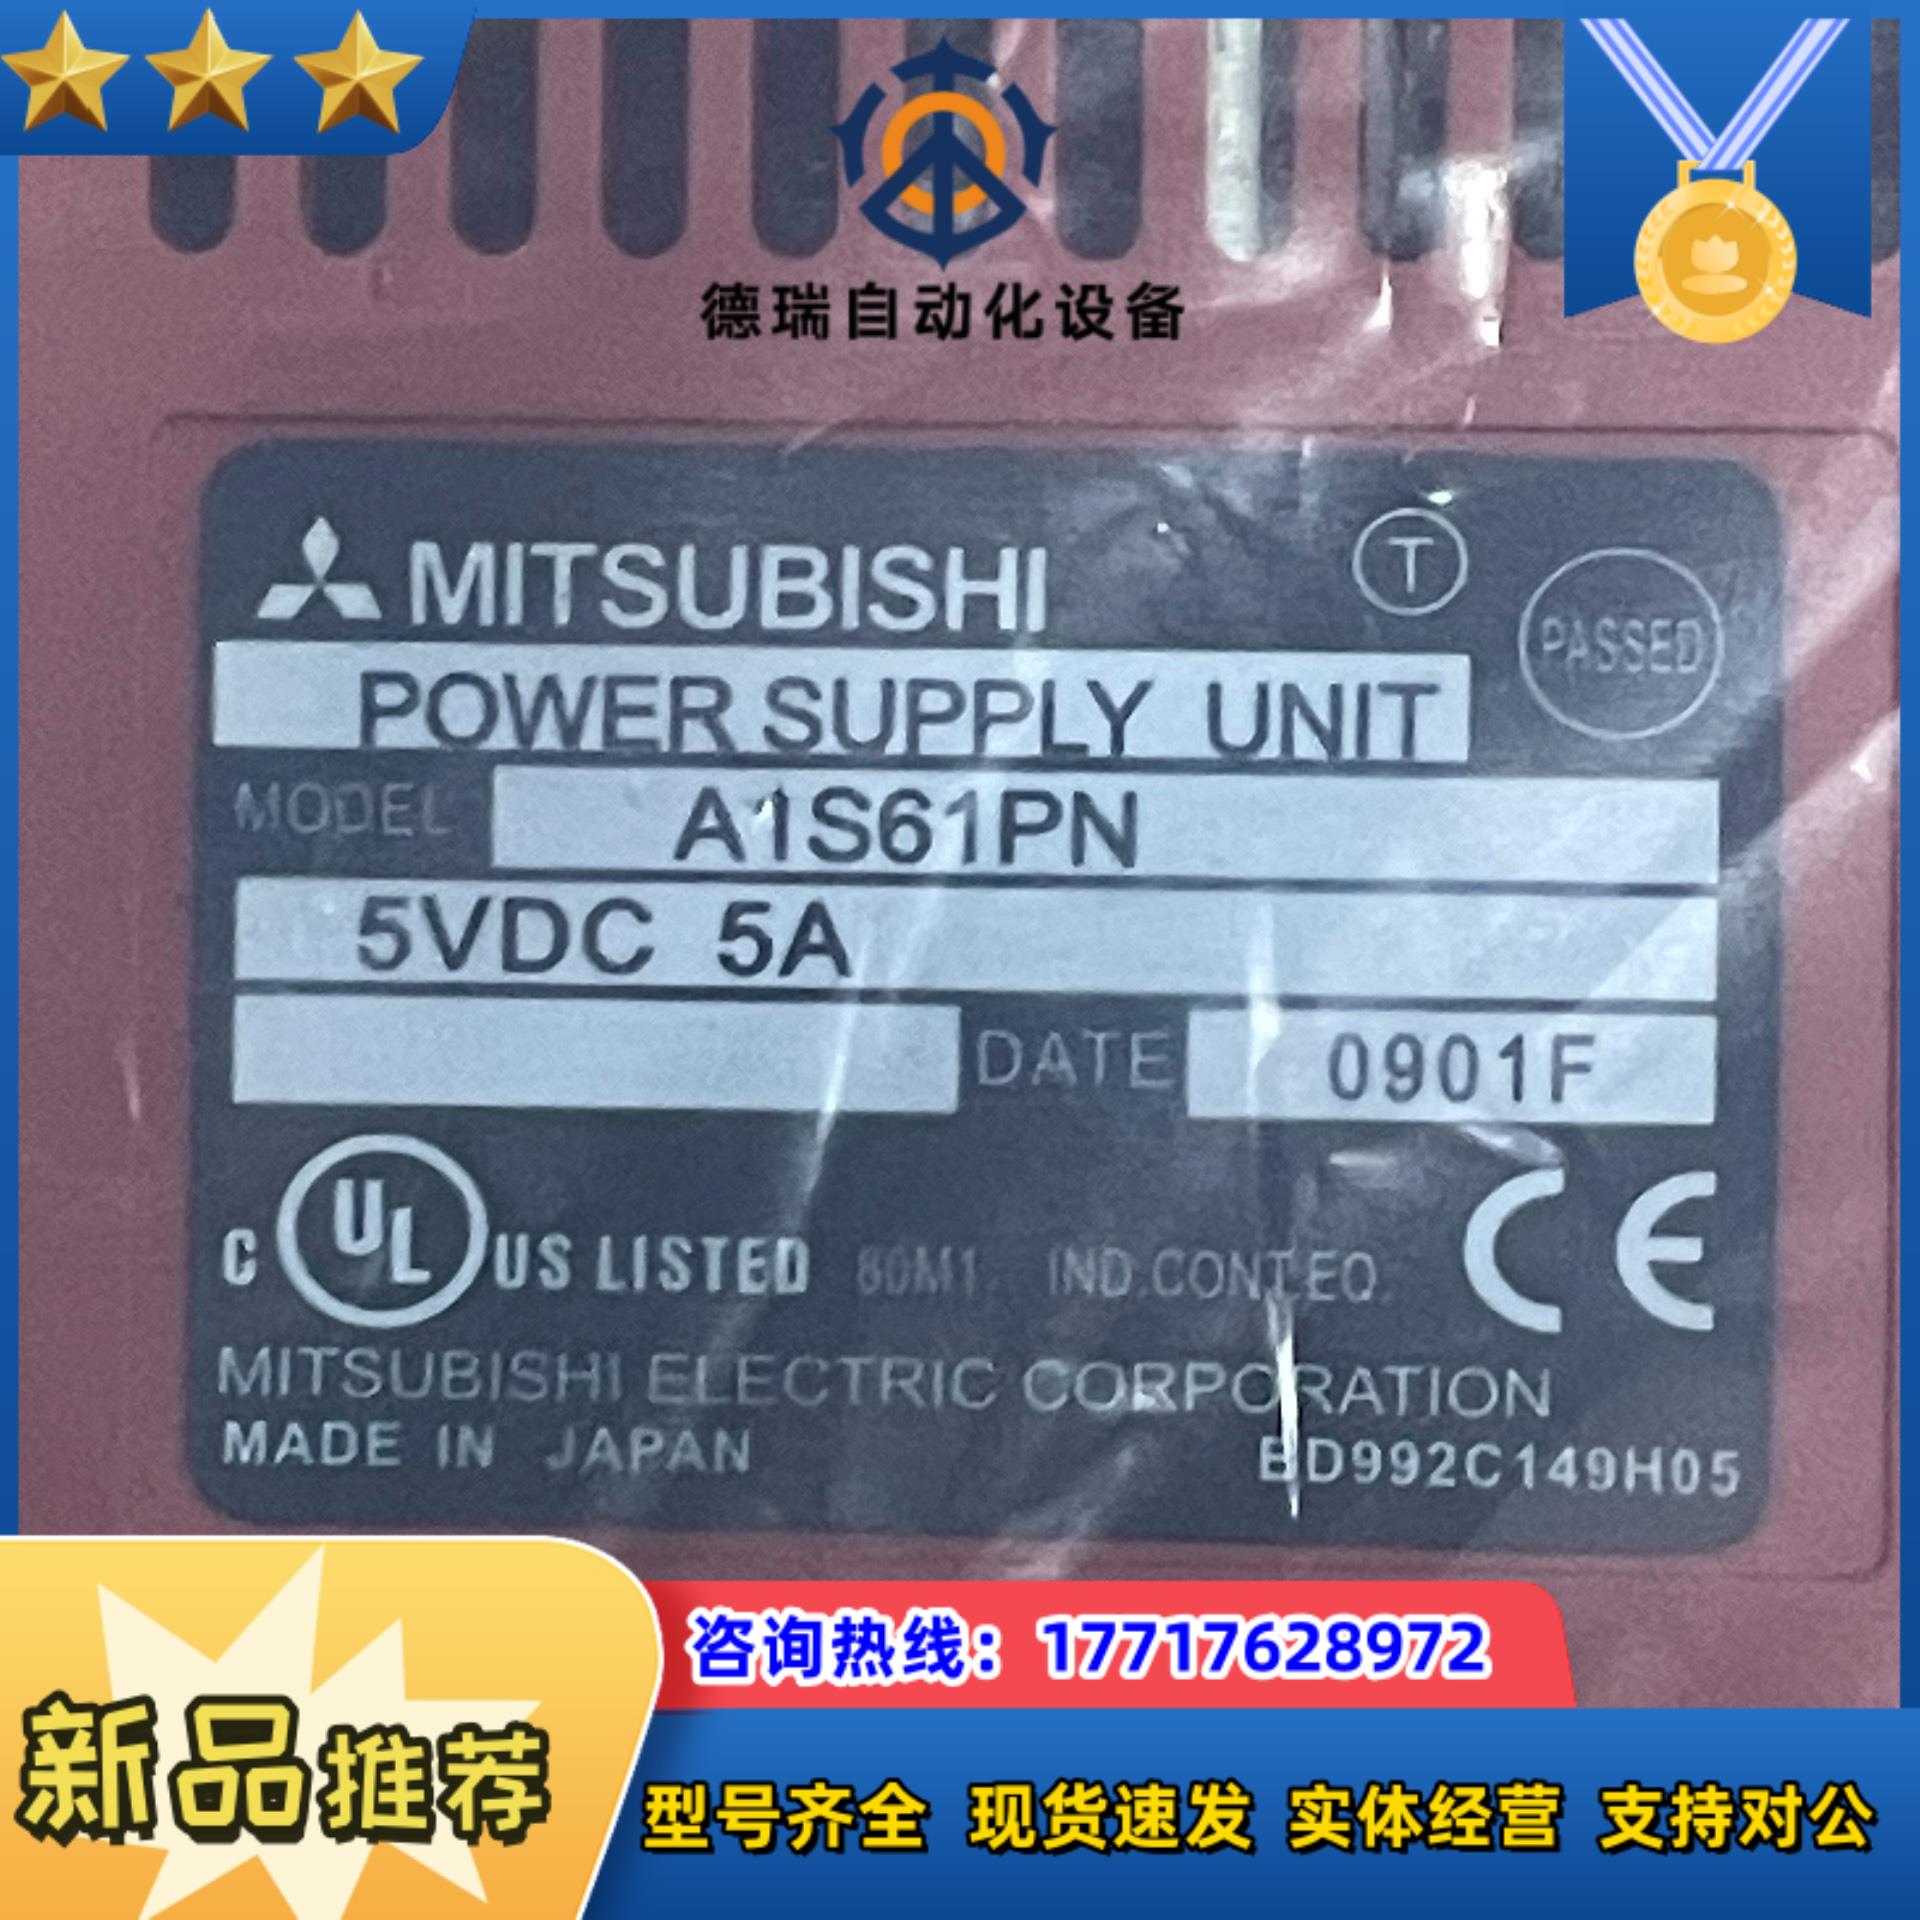 德瑞自动化设备
MITSUBISHI
T
PASSED
POWER SUPPLY UNIT
MODEL A1S61PN
5VDC 5A
DATE 0901F
C UL US LISTED 80M1 IND.CONT.EQ.
CE
MITSUBISHI ELECTRIC CORPORATION
MADE IN JAPAN BD992C149H05
咨询热线：17717628972
新品推荐
型号齐全 现货速发 实体经营 支持对公